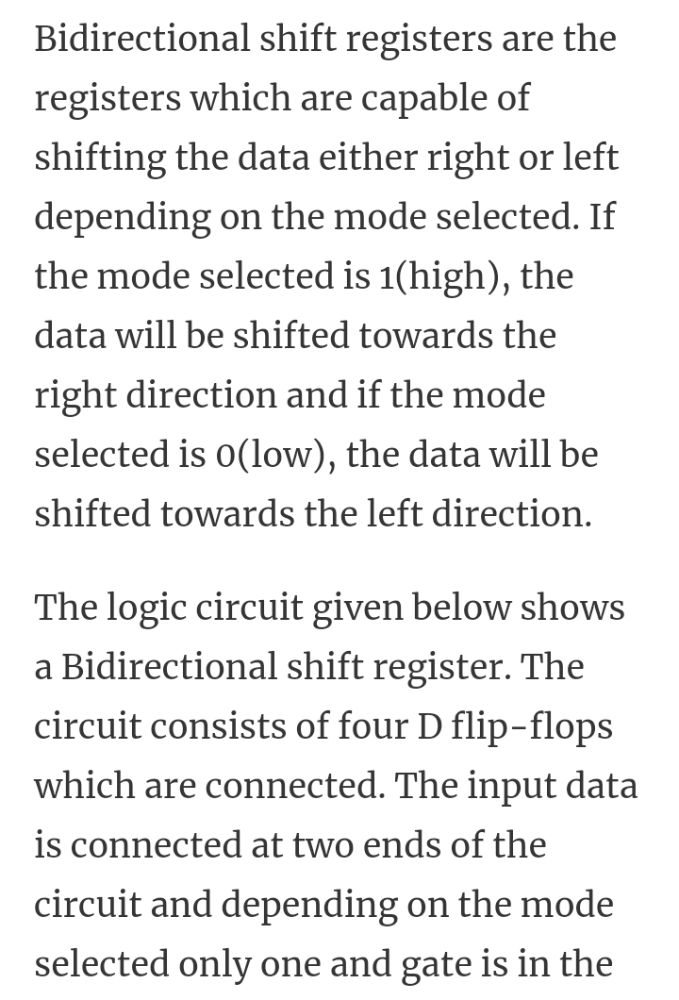 Bidirectional shift registers are the
registers which are capable of
shifting the data either right or left
depending on the mode selected. If
the mode selected is 1(high), the
data will be shifted towards the
right direction and if the mode
selected is 0(low), the data will be
shifted towards the left direction.
The logic circuit given below shows
a Bidirectional shift register. The
circuit consists of four D flip-flops
which are connected. The input data
is connected at two ends of the
circuit and depending on the mode
selected only one and gate is in the